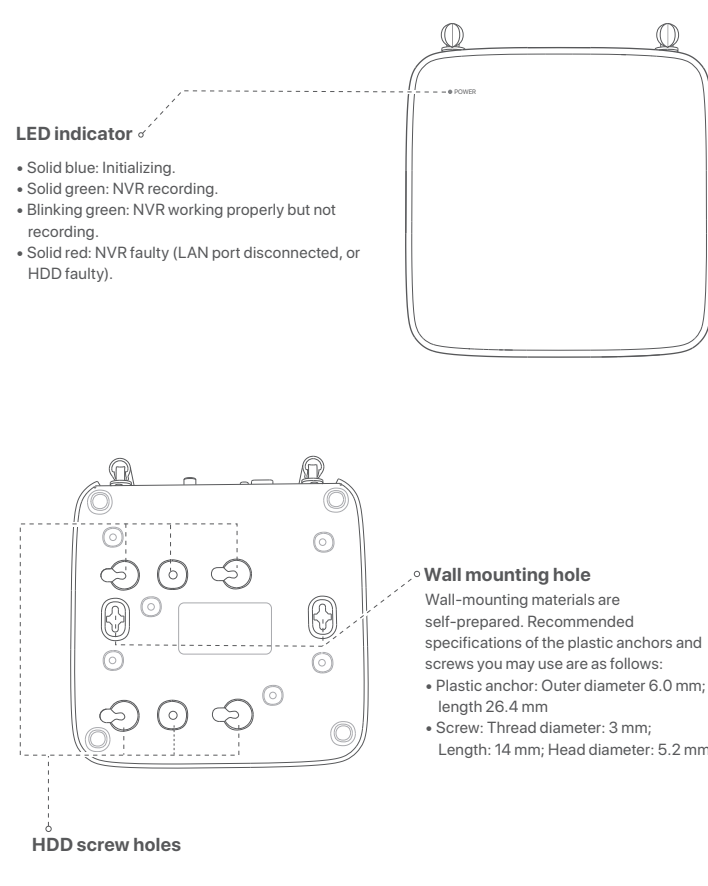 POWER
LED indicator
• Solid blue: Initializing.
• Solid green: NVR recording.
• Blinking green: NVR working properly but not
recording.
• Solid red: NVR faulty (LAN port disconnected, or
HDD faulty).
Wall mounting hole
Wall-mounting materials are
self-prepared. Recommended
specifications of the plastic anchors and
screws you may use are as follows:
• Plastic anchor: Outer diameter 6.0 mm;
length 26.4 mm
• Screw: Thread diameter: 3 mm;
Length: 14 mm; Head diameter: 5.2 mm
HDD screw holes